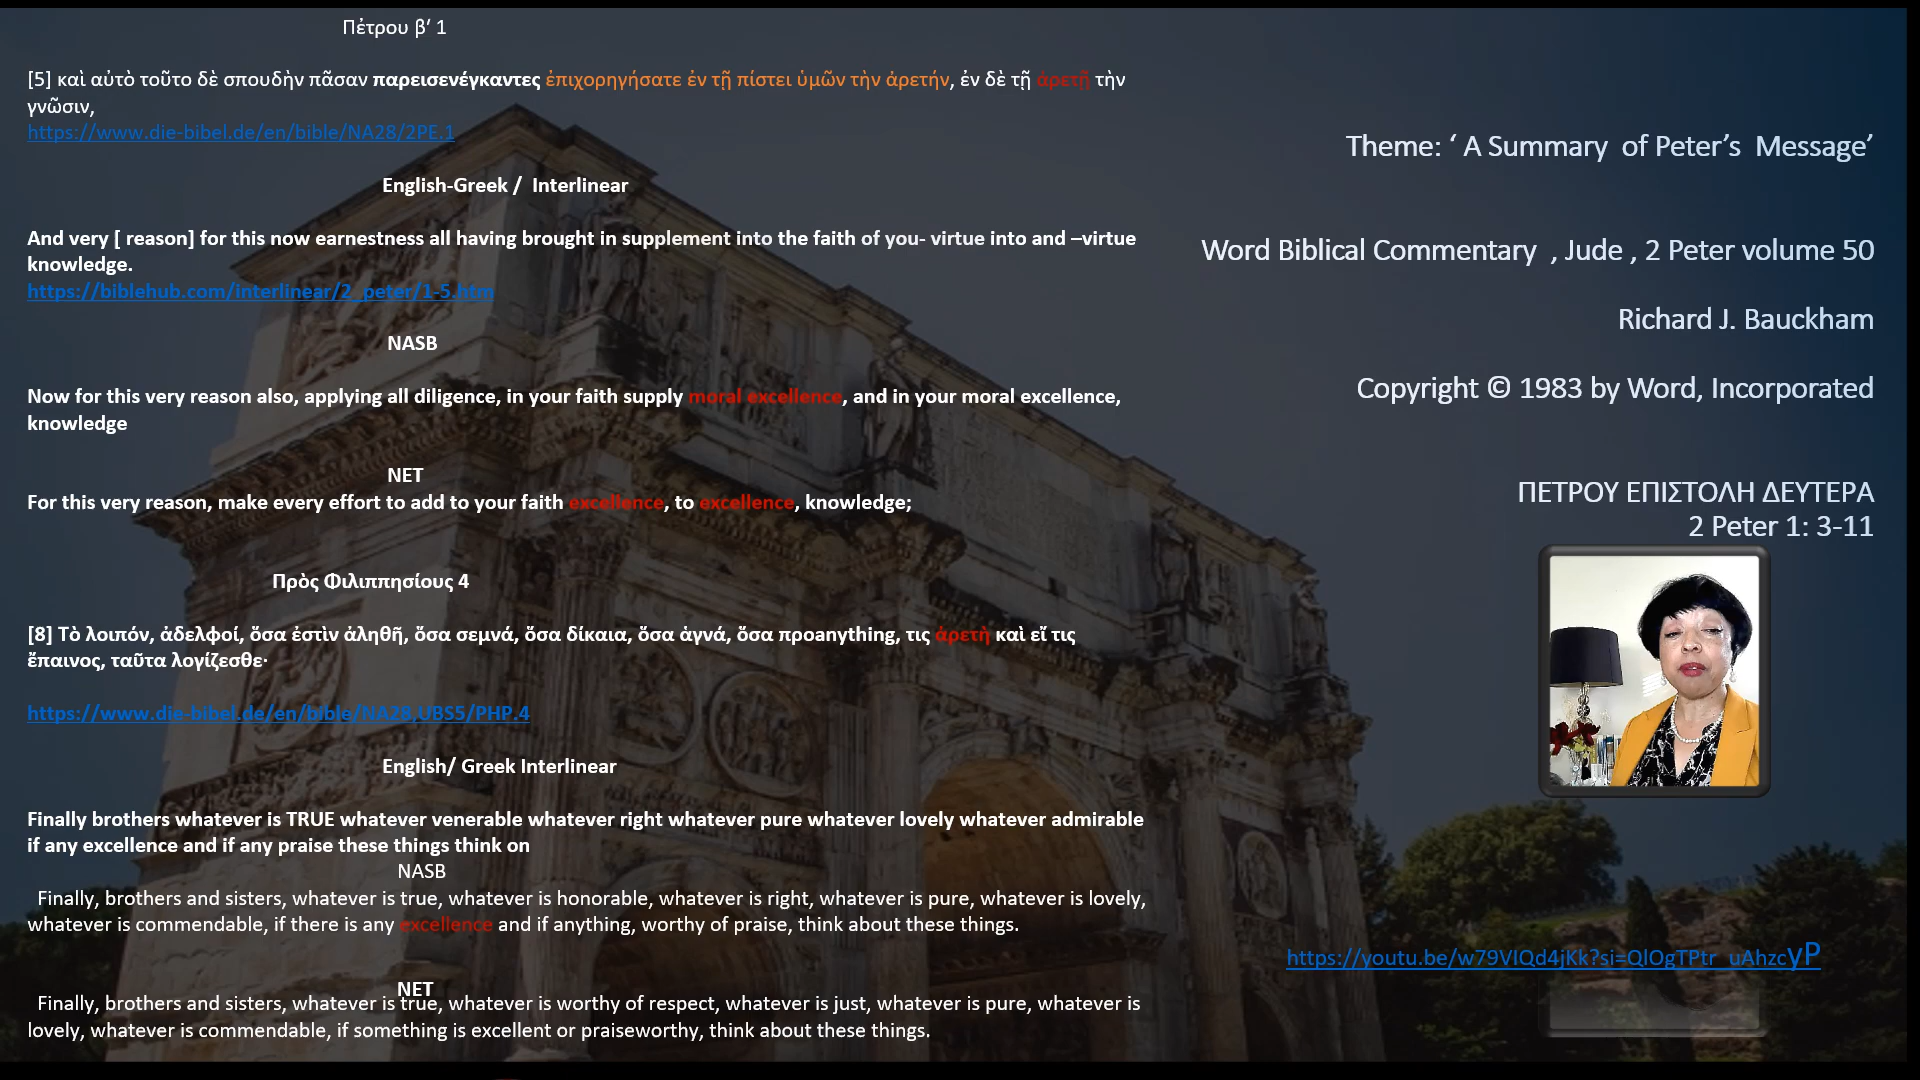 Πέτρου βʹ 1
[5] καὶ αὐτὸ τοῦτο δὲ σπουδὴν πᾶσαν παρεισενέγκαντες ἐπιχορηγήσατε ἐν τῇ πίστει ὑμῶν τὴν ἀρετήν, ἐν δὲ τῇ ἀρετῇ τὴν
γνῶσιν,
https://www.die-bibel.de/en/bible/NA28/2PE.1
English-Greek / Interlinear
And very [ reason] for this now earnestness all having brought in supplement into the faith of you- virtue into and –virtue
knowledge.
https://biblehub.com/interlinear/2_peter/1-5.htm
NASB
Now for this very reason also, applying all diligence, in your faith supply moral excellence, and in your moral excellence,
knowledge
NET
For this very reason, make every effort to add to your faith excellence, to excellence, knowledge;
Πρὸς Φιλιππησίους 4
[8] Τὸ λοιπόν, ἀδελφοί, ὅσα ἐστὶν ἀληθῆ, ὅσα σεμνά, ὅσα δίκαια, ὅσα ἁγνά, ὅσα προanything, τις ἀρετὴ καὶ εἴ τις
ἔπαινος, ταῦτα λογίζεσθε·
https://www.die-bibel.de/en/bible/NA28,UBS5/PHP.4
English/ Greek Interlinear
Finally brothers whatever is TRUE whatever venerable whatever right whatever pure whatever lovely whatever admirable
if any excellence and if any praise these things think on
NASB
Finally, brothers and sisters, whatever is true, whatever is honorable, whatever is right, whatever is pure, whatever is lovely,
whatever is commendable, if there is any excellence and if anything, worthy of praise, think about these things.
NET
Finally, brothers and sisters, whatever is true, whatever is worthy of respect, whatever is just, whatever is pure, whatever is
lovely, whatever is commendable, if something is excellent or praiseworthy, think about these things.
Theme: ‘ A Summary of Peter’s Message’
Word Biblical Commentary , Jude , 2 Peter volume 50
Richard J. Bauckham
Copyright © 1983 by Word, Incorporated
ΠΕΤΡΟΥ ΕΠΙΣΤΟΛΗ ΔΕΥΤΕΡΑ
2 Peter 1: 3-11
https://youtu.be/w79VIQd4jKk?si=QlOgTPtr_uAhzcyP